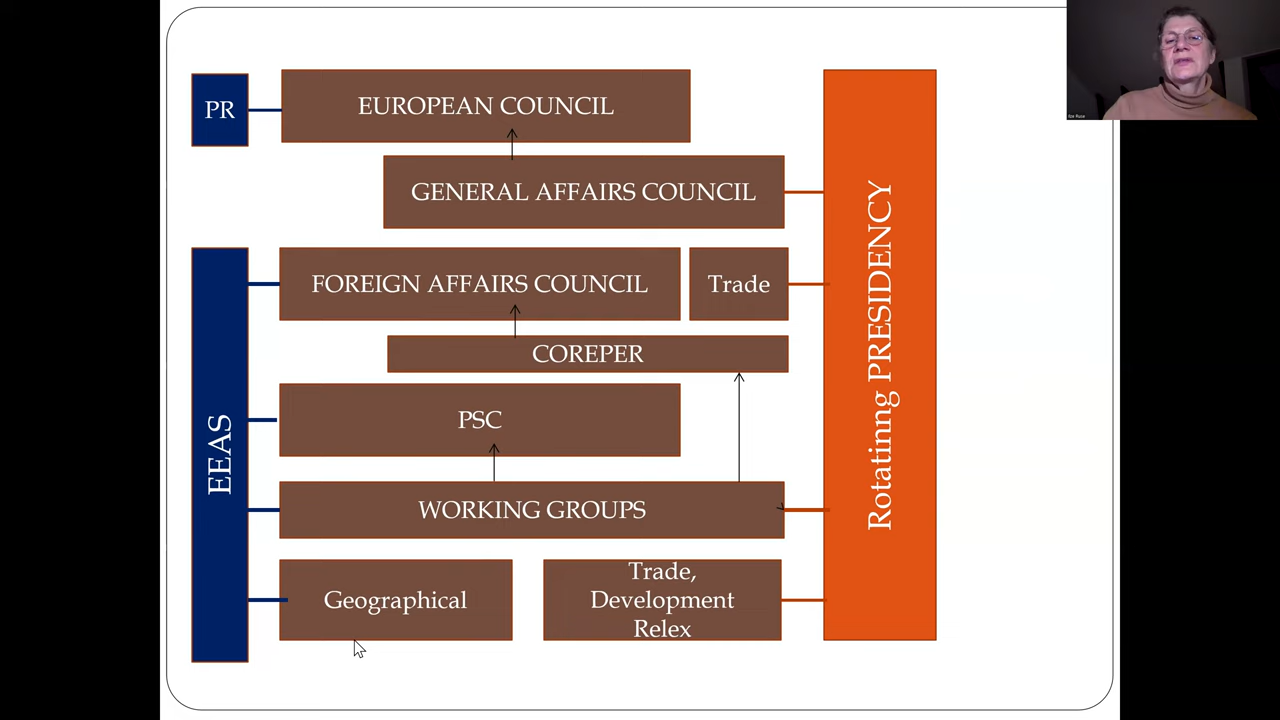 PR
EUROPEAN COUNCIL
GENERAL AFFAIRS COUNCIL
FOREIGN AFFAIRS COUNCIL
Trade
COREPER
PSC
WORKING GROUPS
Geographical
Trade,
Development
Relex
EEAS
Rotatinng PRESIDENCY